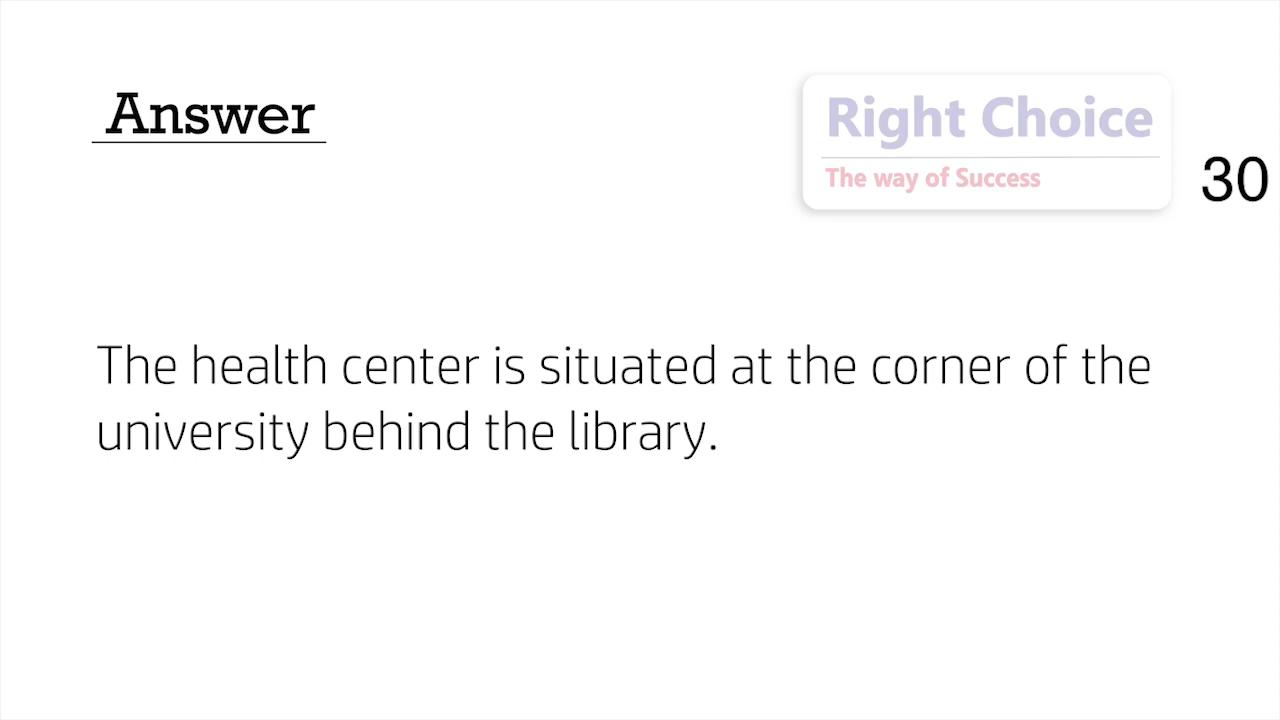 Answer
Right Choice
The way of Success
30
The health center is situated at the corner of the
university behind the library.